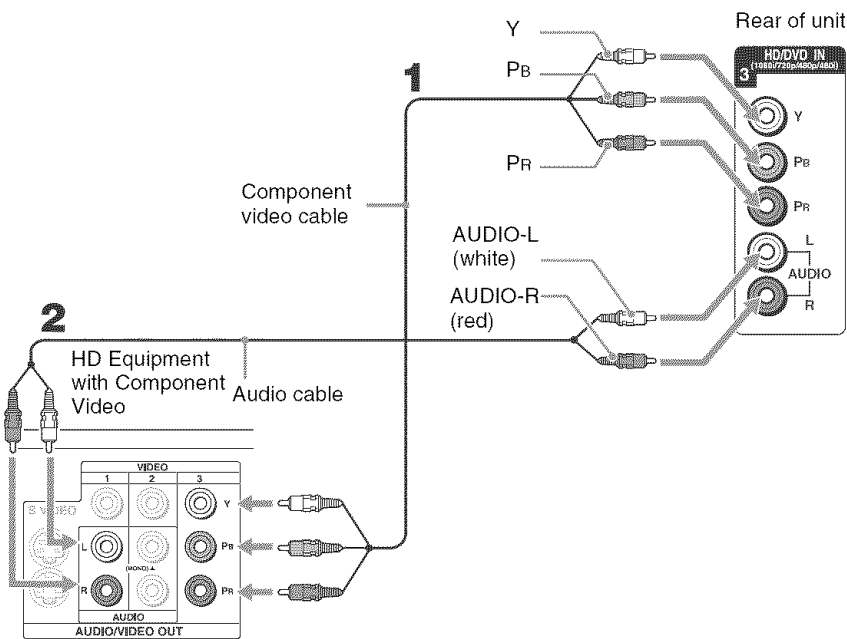 Rear of unit
HD/DVD IN
(1080i/720p/480p/480i)
3
Y
PB
PR
L
AUDIO
R
Y
PB
PR
1
Component
video cable
AUDIO-L
(white)
AUDIO-R
(red)
2
HD Equipment
with Component
Video
Audio cable
VIDEO
1
2
3
S VIDEO
Y
L
PB
(MONO)
R
PR
AUDIO
AUDIO/VIDEO OUT